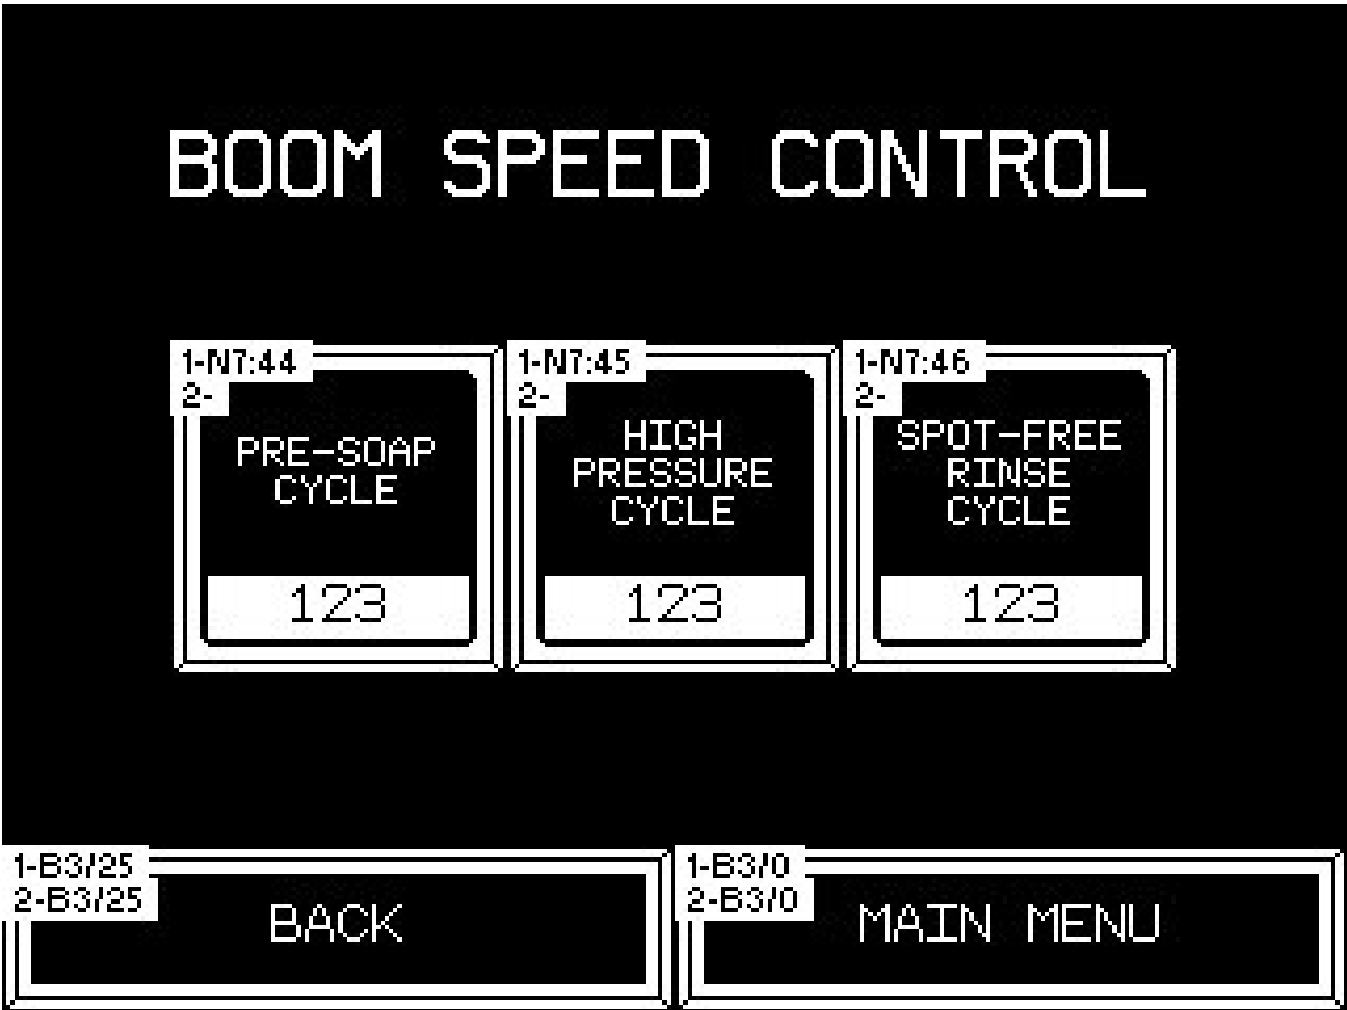 BOOM SPEED CONTROL
1-N7:44
2-
PRE-SOAP
CYCLE
123
1-N7:45
2-
HIGH
PRESSURE
CYCLE
123
1-N7:46
2-
SPOT-FREE
RINSE
CYCLE
123
1-B3/25
2-B3/25
BACK
1-B3/0
2-B3/0
MAIN MENU